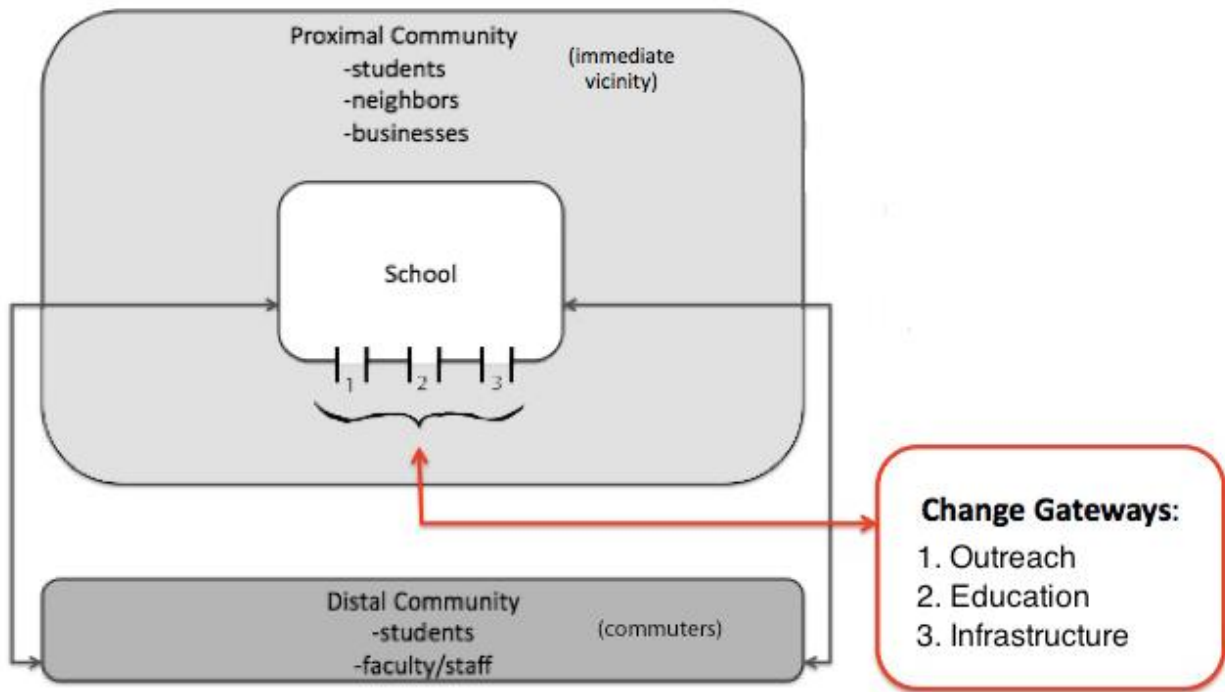 Proximal Community
-students
-neighbors
-businesses
(immediate
vicinity)
School
1 2 3
Change Gateways:
1. Outreach
2. Education
3. Infrastructure
Distal Community
-students
-faculty/staff
(commuters)